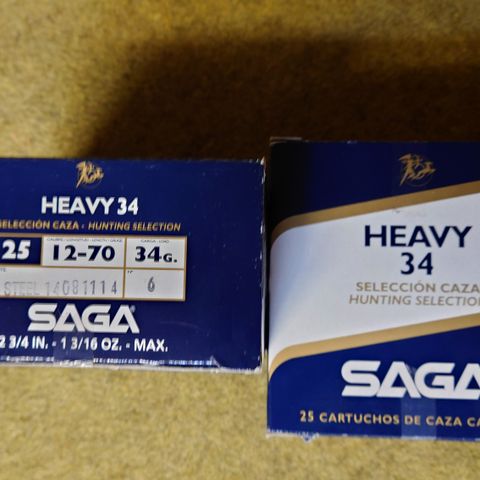 HEAVY 34
SELECCIÓN CAZA - HUNTING SELECTION
25 12-70 34G.
STEEL 14081114 6
SAGA
2 3/4 IN. - 1 3/16 OZ. - MAX.
HEAVY
34
SELECCIÓN CAZA
HUNTING SELECTION
SAGA
25 CARTUCHOS DE CAZA CA